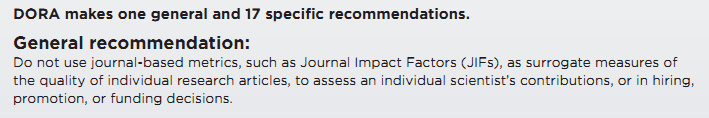 DORA makes one general and 17 specific recommendations.
General recommendation:
Do not use journal-based metrics, such as Journal Impact Factors (JIFs), as surrogate measures of
the quality of individual research articles, to assess an individual scientist's contributions, or in hiring,
promotion, or funding decisions.